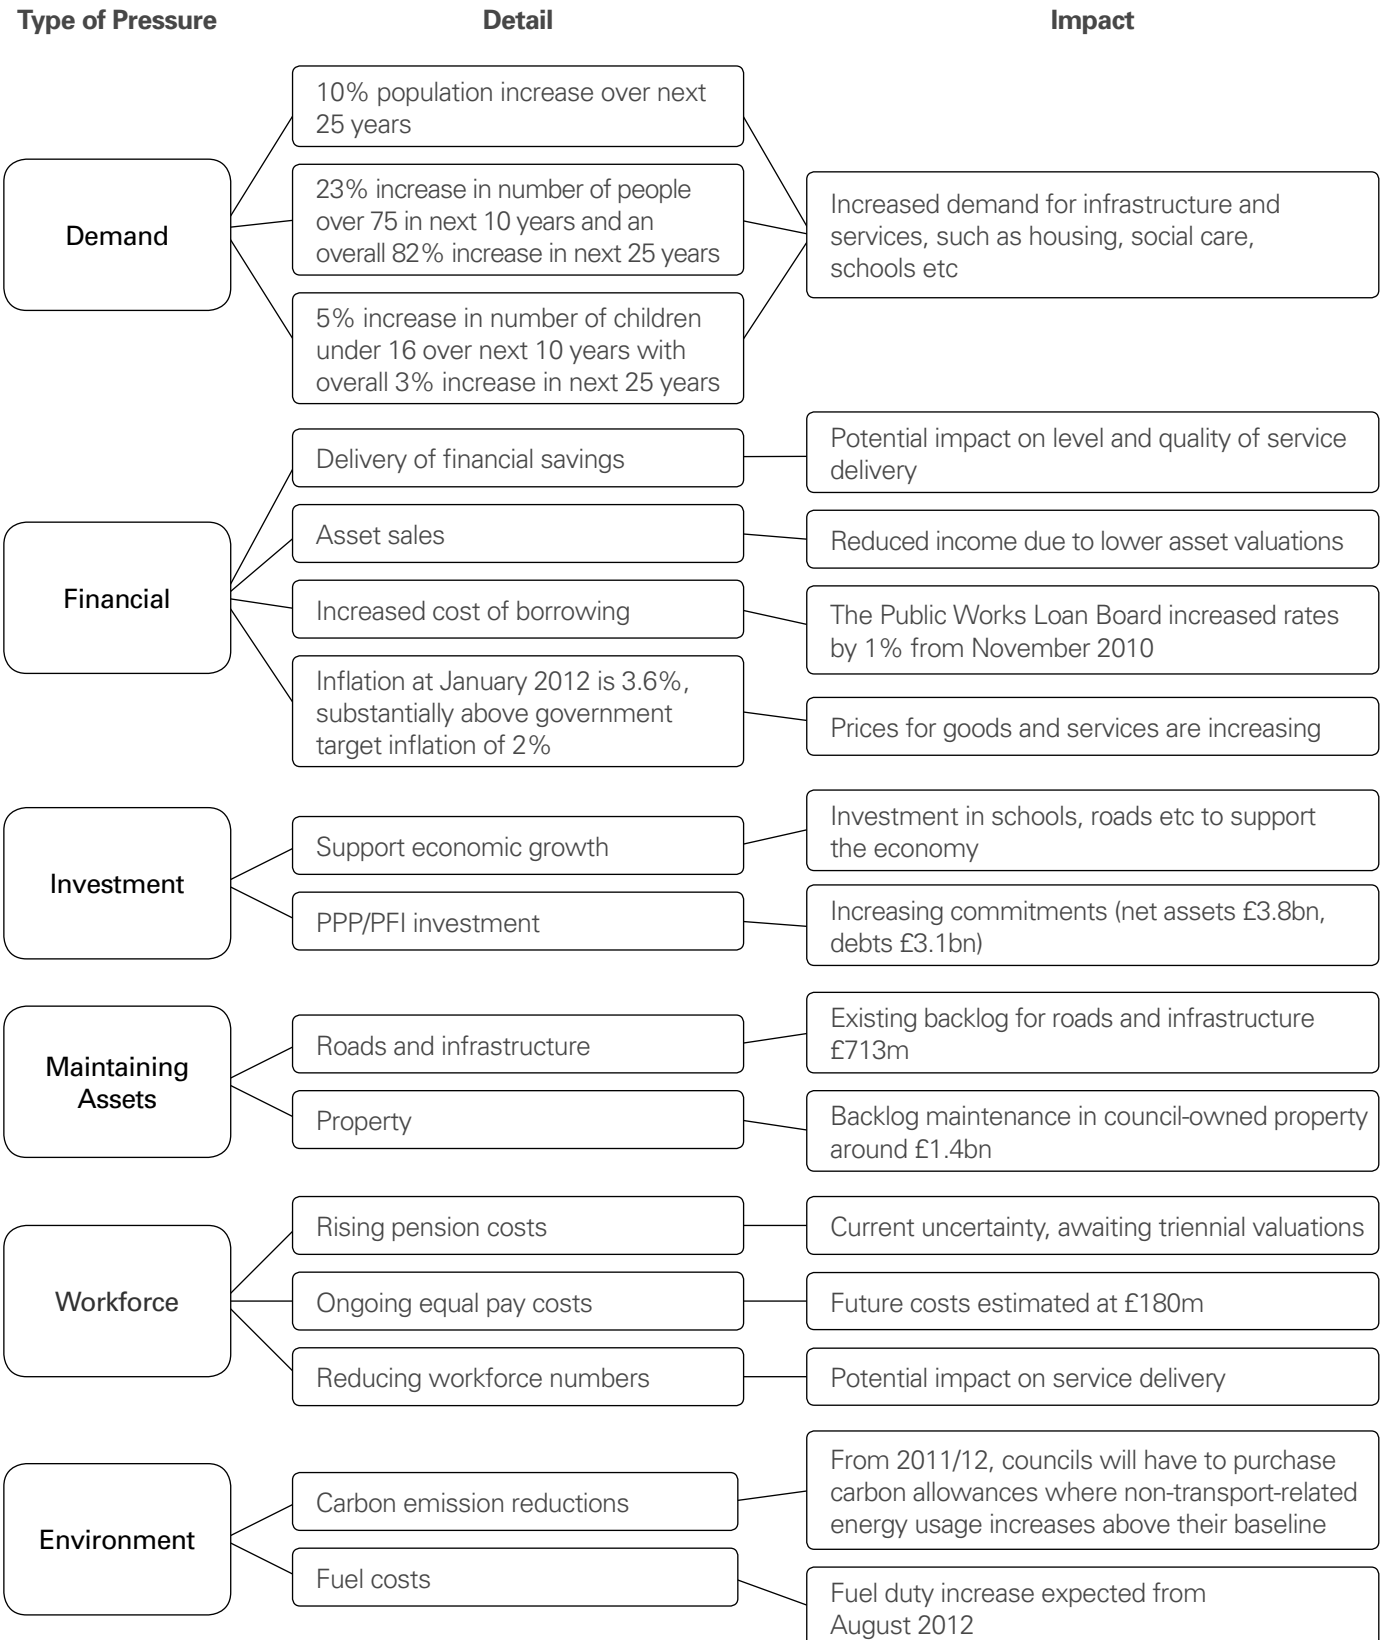 Type of Pressure
Detail
Impact
Demand
10% population increase over next
25 years
23% increase in number of people
over 75 in next 10 years and an
overall 82% increase in next 25 years
5% increase in number of children
under 16 over next 10 years with
overall 3% increase in next 25 years
Increased demand for infrastructure and
services, such as housing, social care,
schools etc
Financial
Delivery of financial savings
Potential impact on level and quality of service
delivery
Asset sales
Reduced income due to lower asset valuations
Increased cost of borrowing
The Public Works Loan Board increased rates
by 1% from November 2010
Inflation at January 2012 is 3.6%,
substantially above government
target inflation of 2%
Prices for goods and services are increasing
Investment
Support economic growth
Investment in schools, roads etc to support
the economy
PPP/PFI investment
Increasing commitments (net assets £3.8bn,
debts £3.1bn)
Maintaining
Assets
Roads and infrastructure
Existing backlog for roads and infrastructure
£713m
Property
Backlog maintenance in council-owned property
around £1.4bn
Workforce
Rising pension costs
Current uncertainty, awaiting triennial valuations
Ongoing equal pay costs
Future costs estimated at £180m
Reducing workforce numbers
Potential impact on service delivery
Environment
Carbon emission reductions
From 2011/12, councils will have to purchase
carbon allowances where non-transport-related
energy usage increases above their baseline
Fuel costs
Fuel duty increase expected from
August 2012